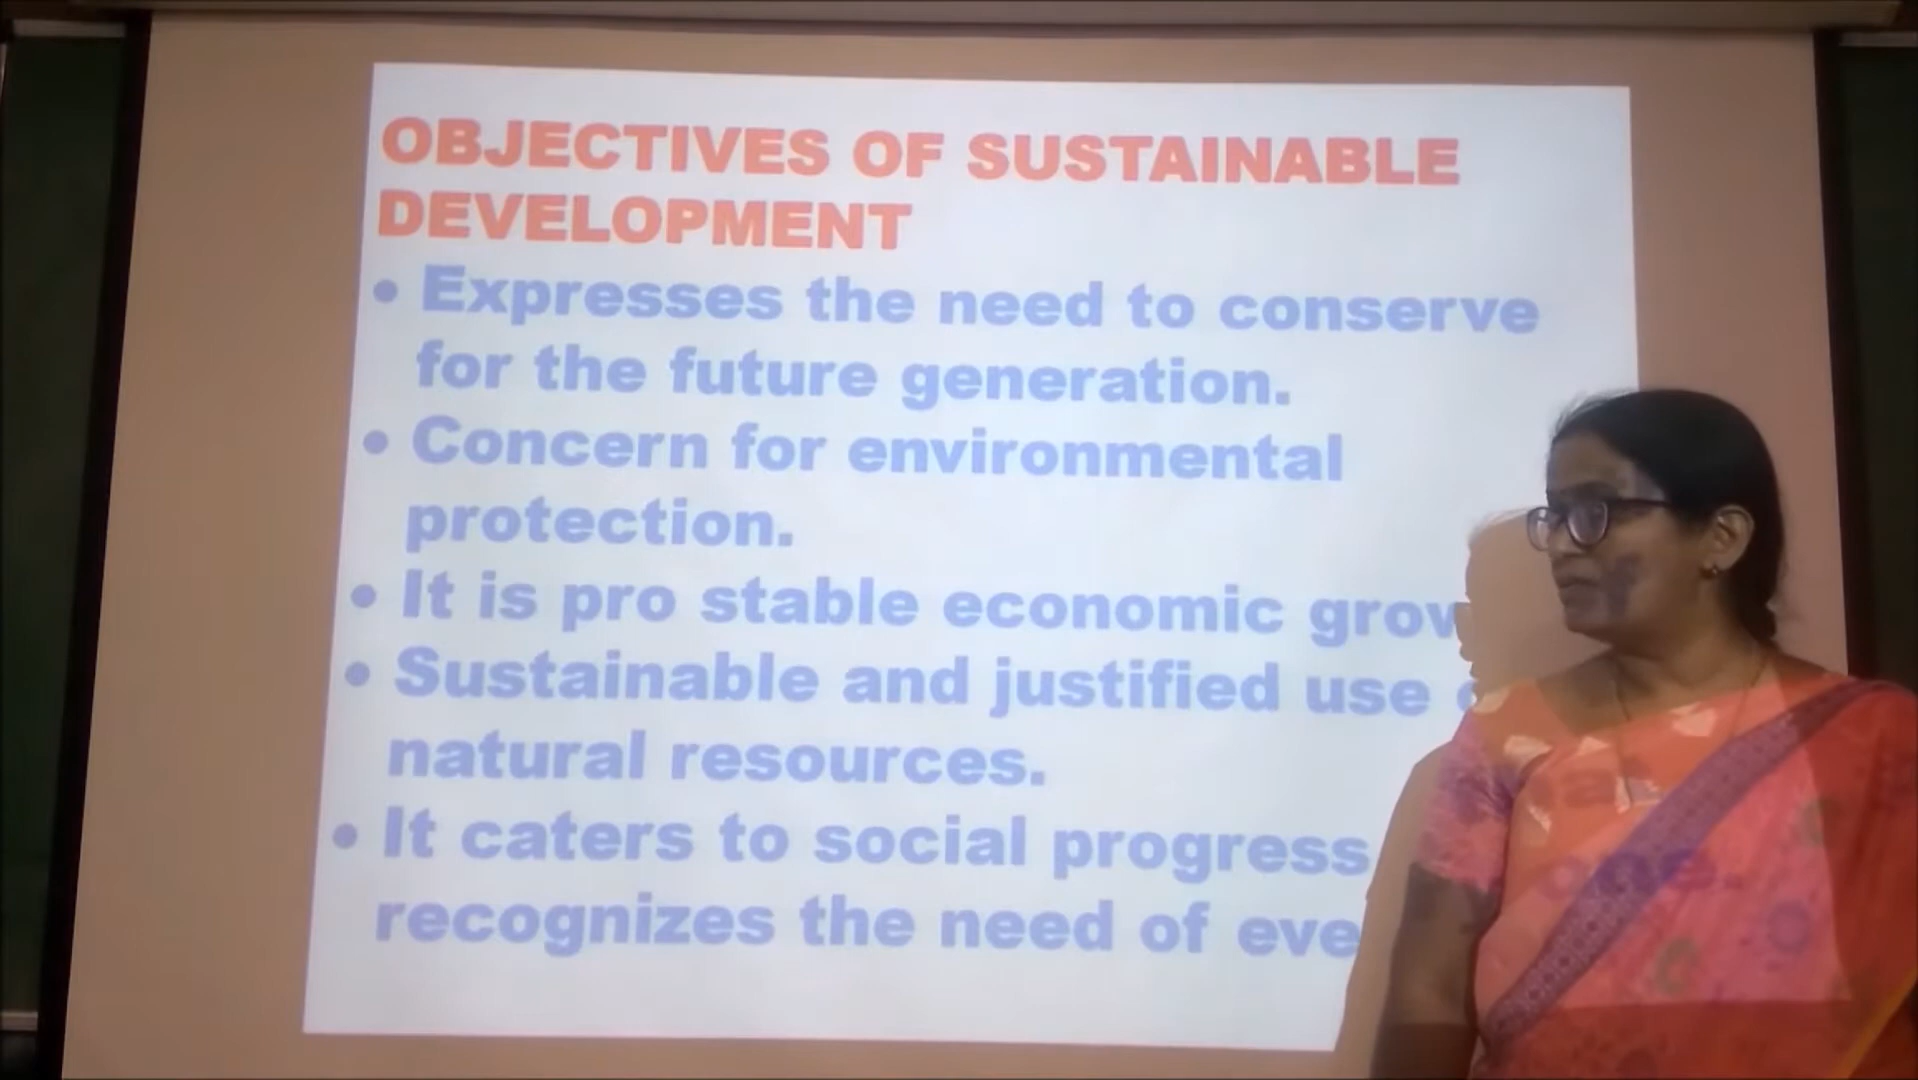 OBJECTIVES OF SUSTAINABLE
DEVELOPMENT
• Expresses the need to conserve
for the future generation.
• Concern for environmental
protection.
• It is pro stable economic
• Sustainable and justified use
natural resources.
• It caters to social progress
recognizes the need of